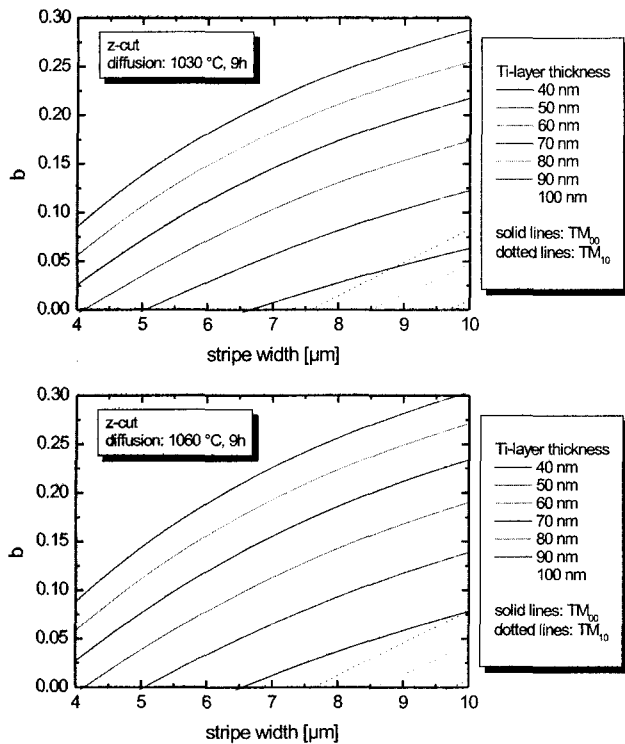 z-cut
diffusion: 1030 °C, 9h
0.30
0.25
0.20
0.15
0.10
0.05
0.00
b
4 5 6 7 8 9 10
stripe width [µm]
Ti-layer thickness
40 nm
50 nm
60 nm
70 nm
80 nm
90 nm
100 nm
solid lines: TM00
dotted lines: TM10
z-cut
diffusion: 1060 °C, 9h
0.30
0.25
0.20
0.15
0.10
0.05
0.00
b
4 5 6 7 8 9 10
stripe width [µm]
Ti-layer thickness
40 nm
50 nm
60 nm
70 nm
80 nm
90 nm
100 nm
solid lines: TM00
dotted lines: TM10